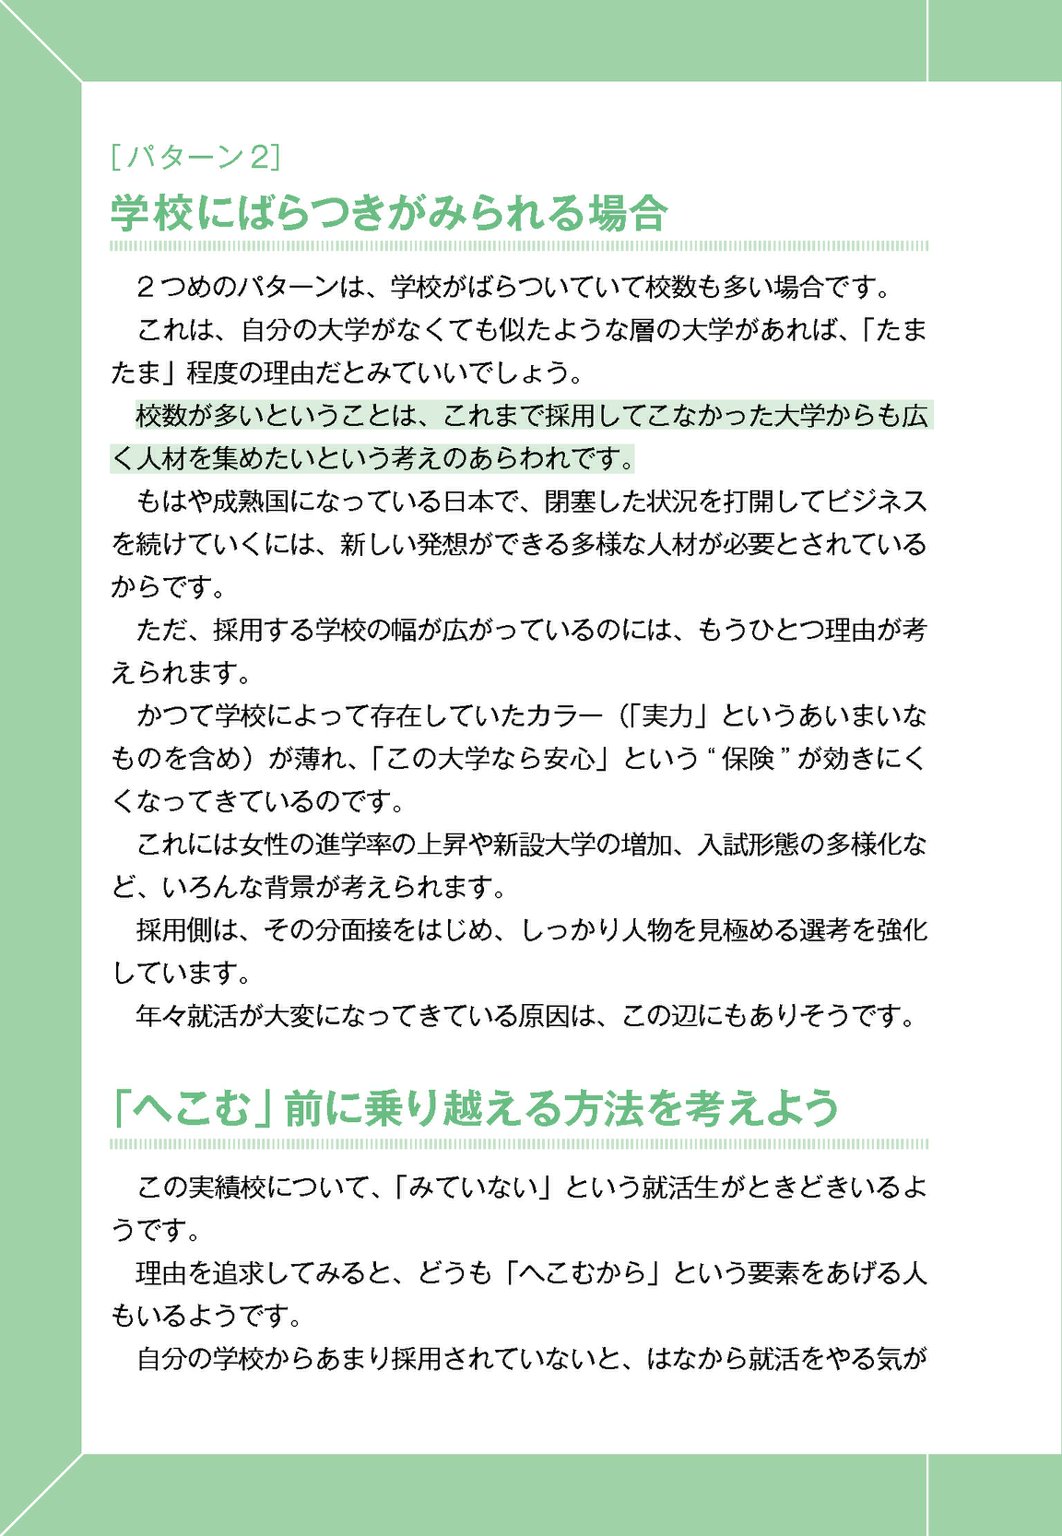 ［パターン2］
学校にばらつきがみられる場合
２つめのパターンは、学校がばらついていて校数も多い場合です。
これは、自分の大学がなくても似たような層の大学があれば、「たま
たま」程度の理由だとみていいでしょう。
校数が多いということは、これまで採用してこなかった大学からも広
く人材を集めたいという考えのあらわれです。
もはや成熟国になっている日本で、閉塞した状況を打開してビジネス
を続けていくには、新しい発想ができる多様な人材が必要とされている
からです。
ただ、採用する学校の幅が広がっているのには、もうひとつ理由が考
えられます。
かつて学校によって存在していたカラー（「実力」というあいまいな
ものを含め）が薄れ、「この大学なら安心」という“保険”が効きにく
くなってきているのです。
これには女性の進学率の上昇や新設大学の増加、入試形態の多様化な
ど、いろんな背景が考えられます。
採用側は、その分面接をはじめ、しっかり人物を見極める選考を強化
しています。
年々就活が大変になってきている原因は、この辺にもありそうです。
「へこむ」前に乗り越える方法を考えよう
この実績校について、「みていない」という就活生がときどきいるよ
うです。
理由を追求してみると、どうも「へこむから」という要素をあげる人
もいるようです。
自分の学校からあまり採用されていないと、はなから就活をやる気が